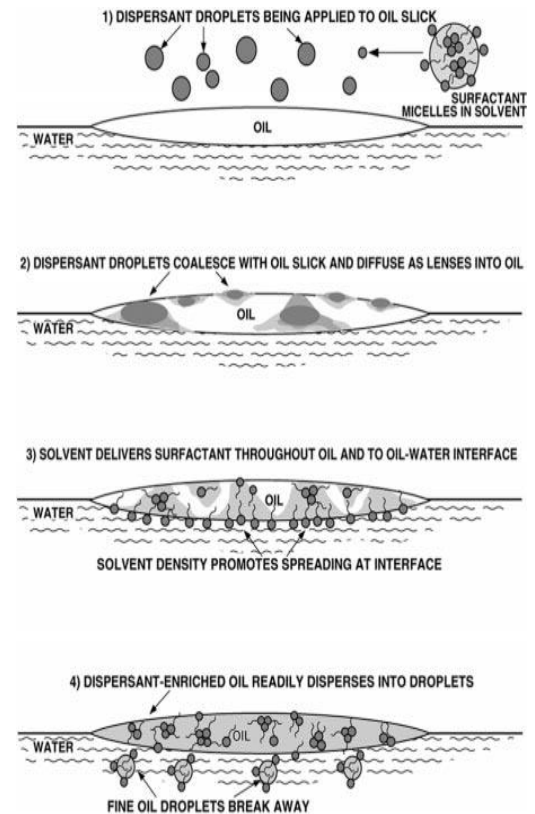 1) DISPERSANT DROPLETS BEING APPLIED TO OIL SLICK
SURFACTANT
MICELLES IN SOLVENT
OIL
WATER
2) DISPERSANT DROPLETS COALESCE WITH OIL SLICK AND DIFFUSE AS LENSES INTO OIL
OIL
WATER
3) SOLVENT DELIVERS SURFACTANT THROUGHOUT OIL AND TO OIL-WATER INTERFACE
OIL
WATER
SOLVENT DENSITY PROMOTES SPREADING AT INTERFACE
4) DISPERSANT-ENRICHED OIL READILY DISPERSES INTO DROPLETS
OIL
WATER
FINE OIL DROPLETS BREAK AWAY